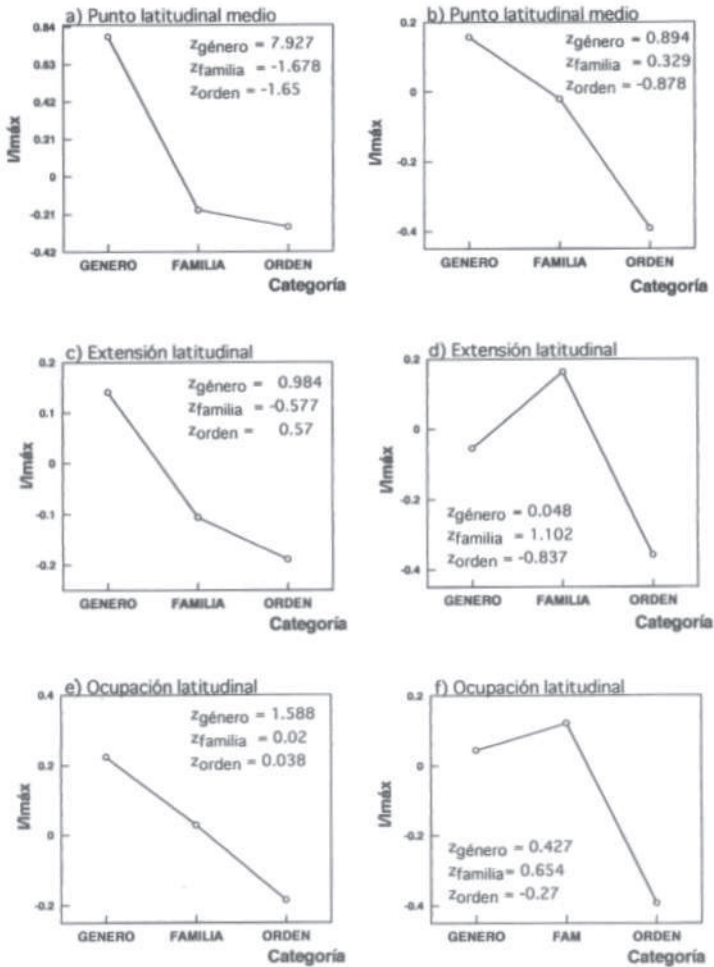 a) Punto latitudinal medio
0.84
0.63
0.42
0.21
0
-0.21
-0.42
I/Imáx
zgénero = 7.927
zfamilia = -1.678
zorden = -1.65
GENERO FAMILIA ORDEN
Categoría
b) Punto latitudinal medio
0.2
0
-0.2
-0.4
I/Imáx
zgénero = 0.894
zfamilia = 0.329
zorden = -0.878
GENERO FAMILIA ORDEN
Categoría
c) Extensión latitudinal
0.2
0.1
0
-0.1
-0.2
I/Imáx
zgénero = 0.984
zfamilia = -0.577
zorden = 0.57
GENERO FAMILIA ORDEN
Categoría
d) Extensión latitudinal
0.2
0
-0.2
-0.4
I/Imáx
zgénero = 0.048
zfamilia = 1.102
zorden = -0.837
GENERO FAMILIA ORDEN
Categoría
e) Ocupación latitudinal
0.4
0.2
0
-0.2
I/Imáx
zgénero = 1.588
zfamilia = 0.02
zorden = 0.038
GENERO FAMILIA ORDEN
Categoría
f) Ocupación latitudinal
0.2
0
-0.2
-0.4
I/Imáx
zgénero = 0.427
zfamilia= 0.654
zorden = -0.27
GENERO FAM ORDEN
Categoría